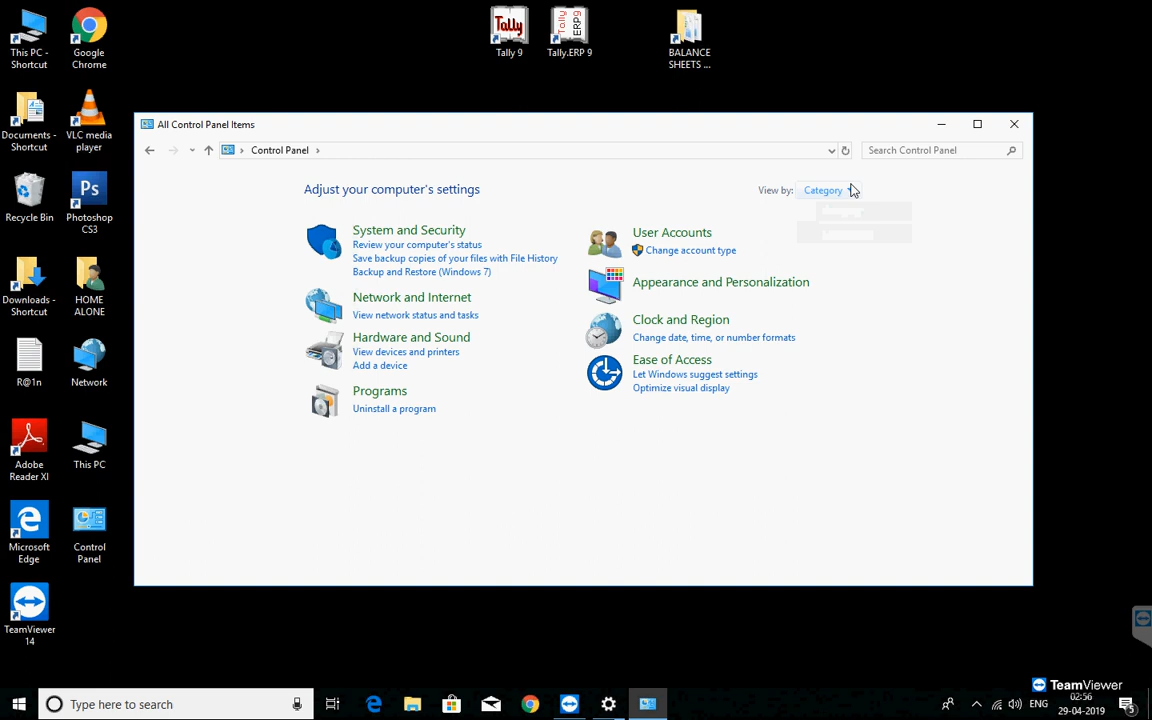 This PC -
Shortcut
Google
Chrome
Tally
Tally 9
Tally
ERP9
Tally.ERP 9
BALANCE
SHEETS ...
Documents -
Shortcut
VLC media
player
Recycle Bin
Ps
Photoshop
CS3
Downloads -
Shortcut
HOME
ALONE
R@1n
Network
Adobe
Reader XI
This PC
Microsoft
Edge
Control
Panel
TeamViewer
14
All Control Panel Items
Control Panel
Search Control Panel
Adjust your computer's settings
View by: Category
System and Security
Review your computer's status
Save backup copies of your files with File History
Backup and Restore (Windows 7)
Network and Internet
View network status and tasks
Hardware and Sound
View devices and printers
Add a device
Programs
Uninstall a program
User Accounts
Change account type
Appearance and Personalization
Clock and Region
Change date, time, or number formats
Ease of Access
Let Windows suggest settings
Optimize visual display
Type here to search
TeamViewer
ENG
02:56
29-04-2019
5